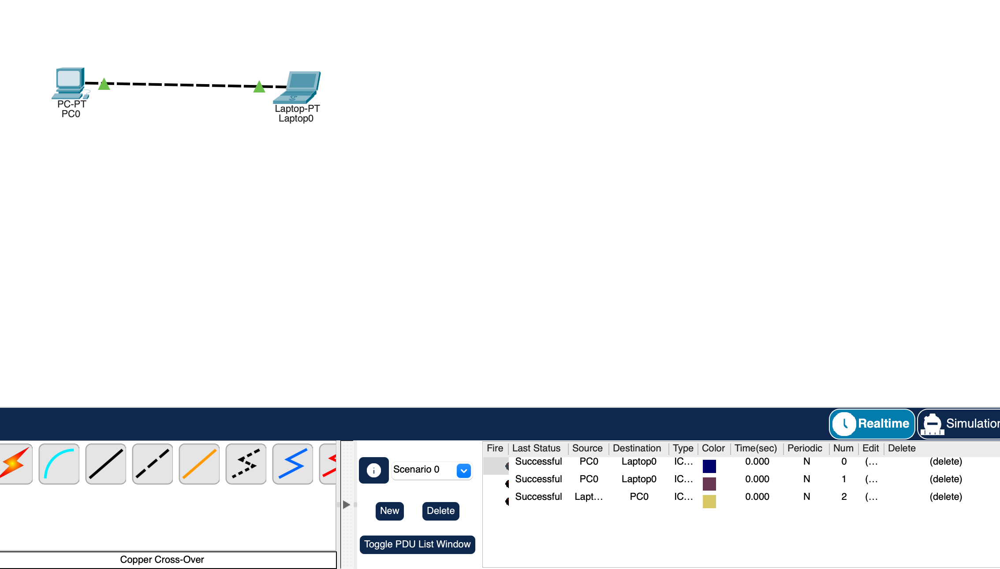 PC-PT
PC0
Laptop-PT
Laptop0
Realtime
Simulation
Fire Last Status Source Destination Type Color Time(sec) Periodic Num Edit Delete
Successful PC0 Laptop0 IC... 0.000 N 0 (... (delete)
Successful PC0 Laptop0 IC... 0.000 N 1 (... (delete)
Successful Lapt... PC0 IC... 0.000 N 2 (... (delete)
Scenario 0
New
Delete
Toggle PDU List Window
Copper Cross-Over